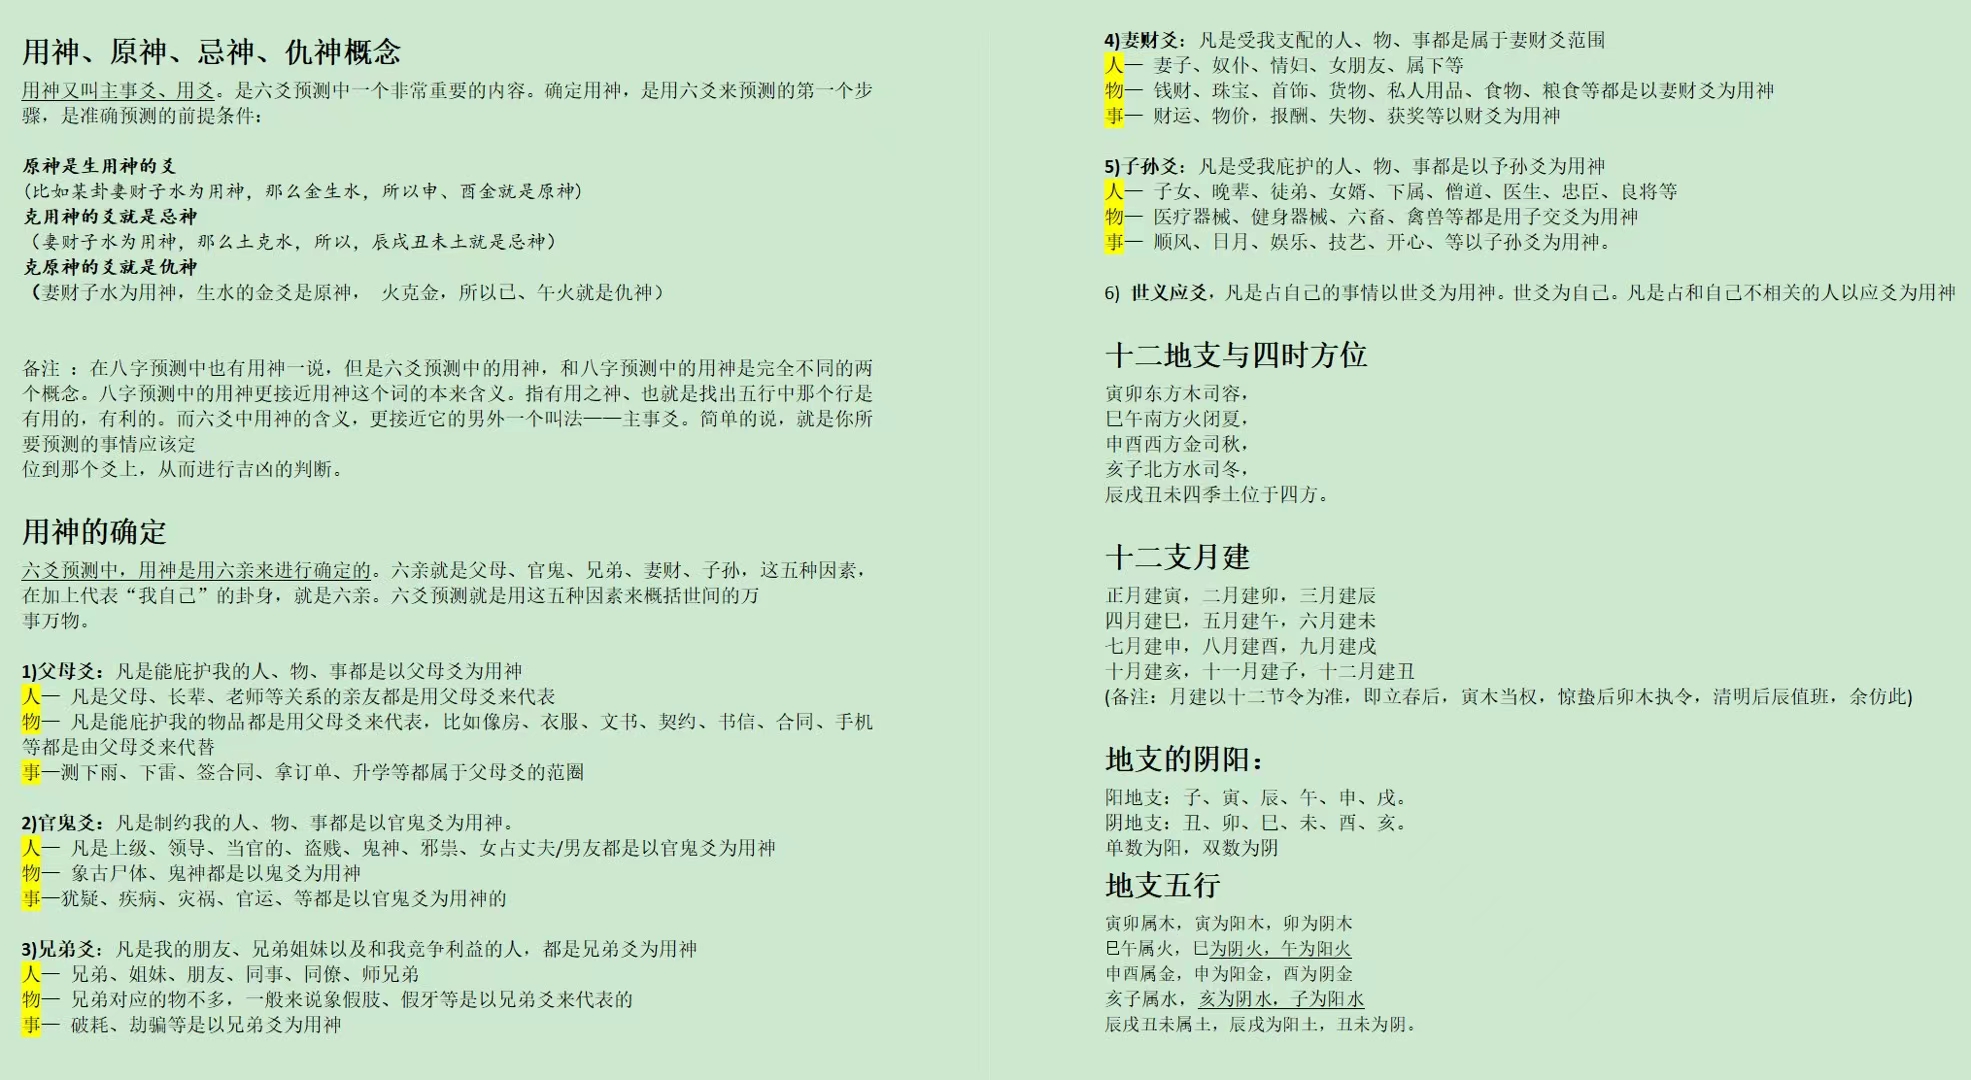 用神、原神、忌神、仇神概念
用神又叫主事爻、用爻。是六爻预测中一个非常重要的内容。确定用神，是用六爻来预测的第一个步
骤，是准确预测的前提条件：
原神是生用神的爻
(比如某卦妻财子水为用神，那么金生水，所以申、酉金就是原神)
克用神的爻就是忌神
（妻财子水为用神，那么土克水，所以，辰戌丑未土就是忌神）
克原神的爻就是仇神
（妻财子水为用神，生水的金爻是原神， 火克金，所以已、午火就是仇神）
备注 ：在八字预测中也有用神一说，但是六爻预测中的用神，和八字预测中的用神是完全不同的两
个概念。八字预测中的用神更接近用神这个词的本来含义。指有用之神、也就是找出五行中那个行是
有用的，有利的。而六爻中用神的含义，更接近它的男外一个叫法——主事爻。简单的说，就是你所
要预测的事情应该定
位到那个爻上，从而进行吉凶的判断。
用神的确定
六爻预测中，用神是用六亲来进行确定的。六亲就是父母、官鬼、兄弟、妻财、子孙，这五种因素，
在加上代表“我自己”的卦身，就是六亲。六爻预测就是用这五种因素来概括世间的万
事万物。
1)父母爻：凡是能庇护我的人、物、事都是以父母爻为用神
人— 凡是父母、长辈、老师等关系的亲友都是用父母爻来代表
物— 凡是能庇护我的物品都是用父母爻来代表，比如像房、衣服、文书、契约、书信、合同、手机
等都是由父母爻来代替
事—测下雨、下雷、签合同、拿订单、升学等都属于父母爻的范圈
2)官鬼爻：凡是制约我的人、物、事都是以官鬼爻为用神。
人— 凡是上级、领导、当官的、盗贱、鬼神、邪祟、女占丈夫/男友都是以官鬼爻为用神
物— 象古尸体、鬼神都是以鬼爻为用神
事—犹疑、疾病、灾祸、官运、等都是以官鬼爻为用神的
3)兄弟爻：凡是我的朋友、兄弟姐妹以及和我竞争利益的人，都是兄弟爻为用神
人— 兄弟、姐妹、朋友、同事、同僚、师兄弟
物— 兄弟对应的物不多，一般来说象假肢、假牙等是以兄弟爻来代表的
事— 破耗、劫骗等是以兄弟爻为用神
4)妻财爻：凡是受我支配的人、物、事都是属于妻财爻范围
人— 妻子、奴仆、情妇、女朋友、属下等
物— 钱财、珠宝、首饰、货物、私人用品、食物、粮食等都是以妻财爻为用神
事— 财运、物价，报酬、失物、获奖等以财爻为用神
5)子孙爻：凡是受我庇护的人、物、事都是以予孙爻为用神
人— 子女、晚辈、徒弟、女婿、下属、僧道、医生、忠臣、良将等
物— 医疗器械、健身器械、六畜、禽兽等都是用子交爻为用神
事— 顺风、日月、娱乐、技艺、开心、等以子孙爻为用神。
6) 世义应爻，凡是占自己的事情以世爻为用神。世爻为自己。凡是占和自己不相关的人以应爻为用神
十二地支与四时方位
寅卯东方木司容，
巳午南方火闭夏，
申酉西方金司秋，
亥子北方水司冬，
辰戌丑未四季土位于四方。
十二支月建
正月建寅，二月建卯，三月建辰
四月建巳，五月建午，六月建未
七月建申，八月建酉，九月建戌
十月建亥，十一月建子，十二月建丑
(备注：月建以十二节令为准，即立春后，寅木当权，惊蛰后卯木执令，清明后辰值班，余仿此)
地支的阴阳：
阳地支：子、寅、辰、午、申、戌。
阴地支：丑、卯、巳、未、酉、亥。
单数为阳，双数为阴
地支五行
寅卯属木，寅为阳木，卯为阴木
巳午属火，巳为阴火，午为阳火
申酉属金，申为阳金，酉为阴金
亥子属水，亥为阴水，子为阳水
辰戌丑未属土，辰戌为阳土，丑未为阴。